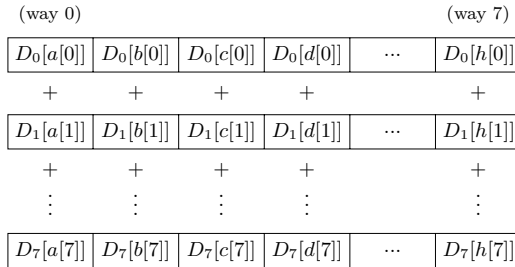 (way 0) (way 7)
D₀[a[0]] D₀[b[0]] D₀[c[0]] D₀[d[0]] ... D₀[h[0]]
+ + + + +
D₁[a[1]] D₁[b[1]] D₁[c[1]] D₁[d[1]] ... D₁[h[1]]
+ + + + +
⋮ ⋮ ⋮ ⋮ ⋮
D₇[a[7]] D₇[b[7]] D₇[c[7]] D₇[d[7]] ... D₇[h[7]]